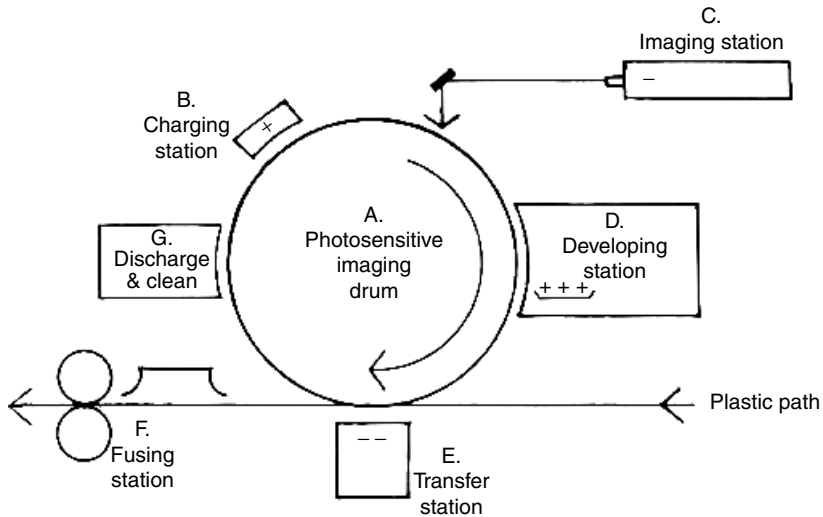 C.
Imaging station
−
B.
Charging
station
+
A.
Photosensitive
imaging
drum
D.
Developing
station
+ + +
G.
Discharge
& clean
Plastic path
F.
Fusing
station
− −
E.
Transfer
station